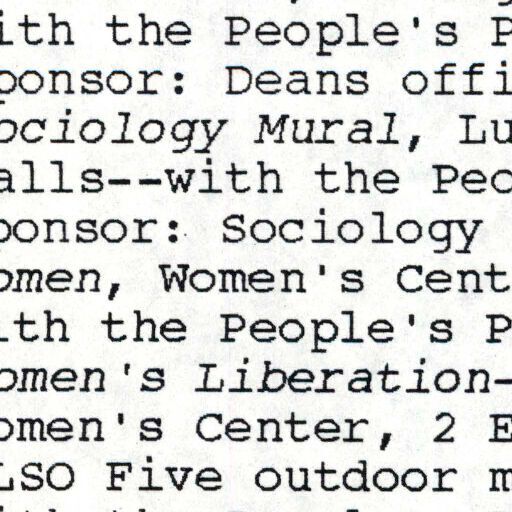 ith the People's P
ponsor: Deans offi
ociology Mural, Lu
alls--with the Peo
ponsor: Sociology
omen, Women's Cent
ith the People's P
omen's Liberation-
omen's Center, 2 E
LSO Five outdoor m